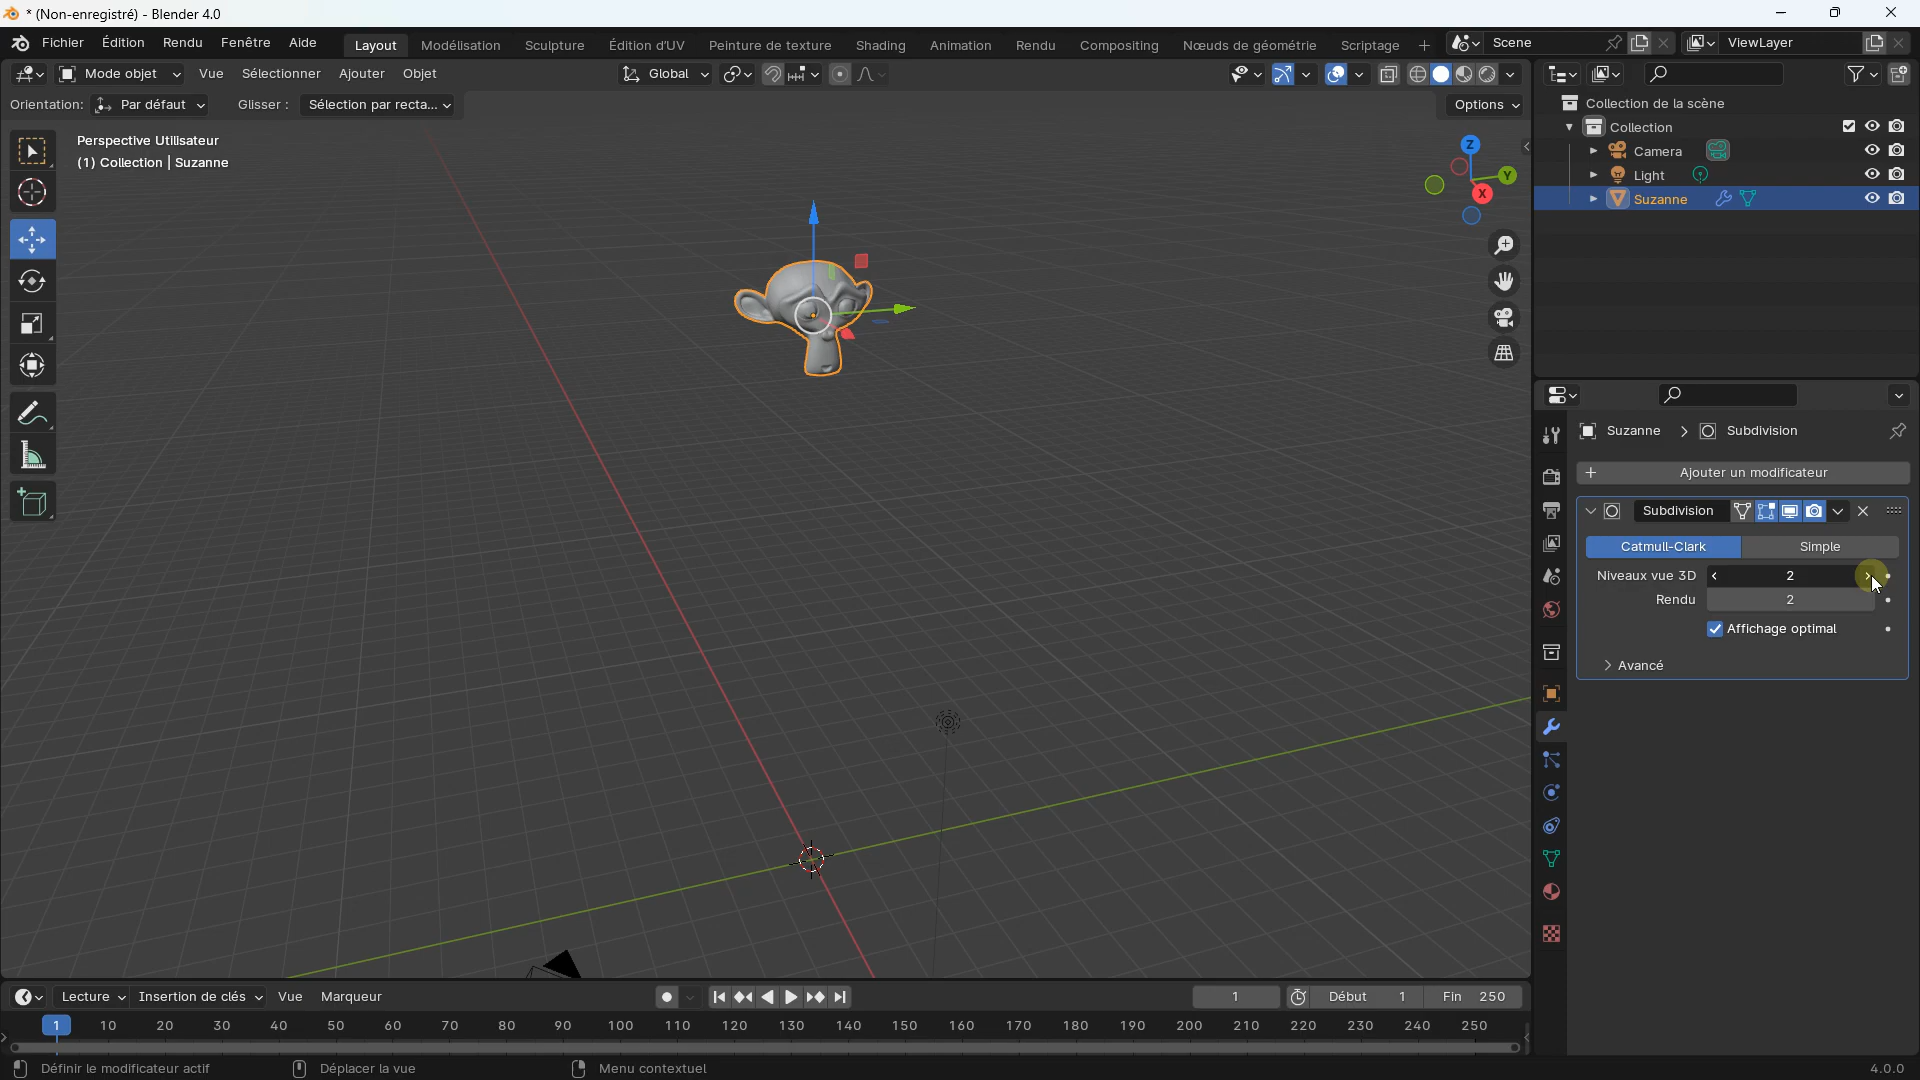 * (Non-enregistré) - Blender 4.0
Fichier Édition Rendu Fenêtre Aide Layout Modélisation Sculpture Édition d'UV Peinture de texture Shading Animation Rendu Compositing Nœuds de géométrie Scriptage + Scene ViewLayer
Mode objet Vue Sélectionner Ajouter Objet Global
Orientation: Par défaut Glisser : Sélection par recta... Options
Perspective Utilisateur
(1) Collection | Suzanne
Z
Y
X
Collection de la scène
Collection
Camera
Light
Suzanne
Suzanne > Subdivision
+ Ajouter un modificateur
Subdivision
Catmull-Clark Simple
Niveaux vue 3D 2
Rendu 2
Affichage optimal
Avancé
Lecture Insertion de clés Vue Marqueur 1 Début 1 Fin 250
1 10 20 30 40 50 60 70 80 90 100 110 120 130 140 150 160 170 180 190 200 210 220 230 240 250
Définir le modificateur actif Déplacer la vue Menu contextuel 4.0.0